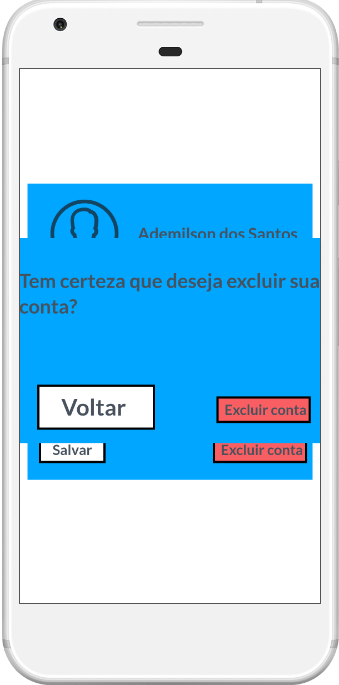 Ademilson dos Santos
Tem certeza que deseja excluir sua
conta?
Voltar
Excluir conta
Salvar
Excluir conta